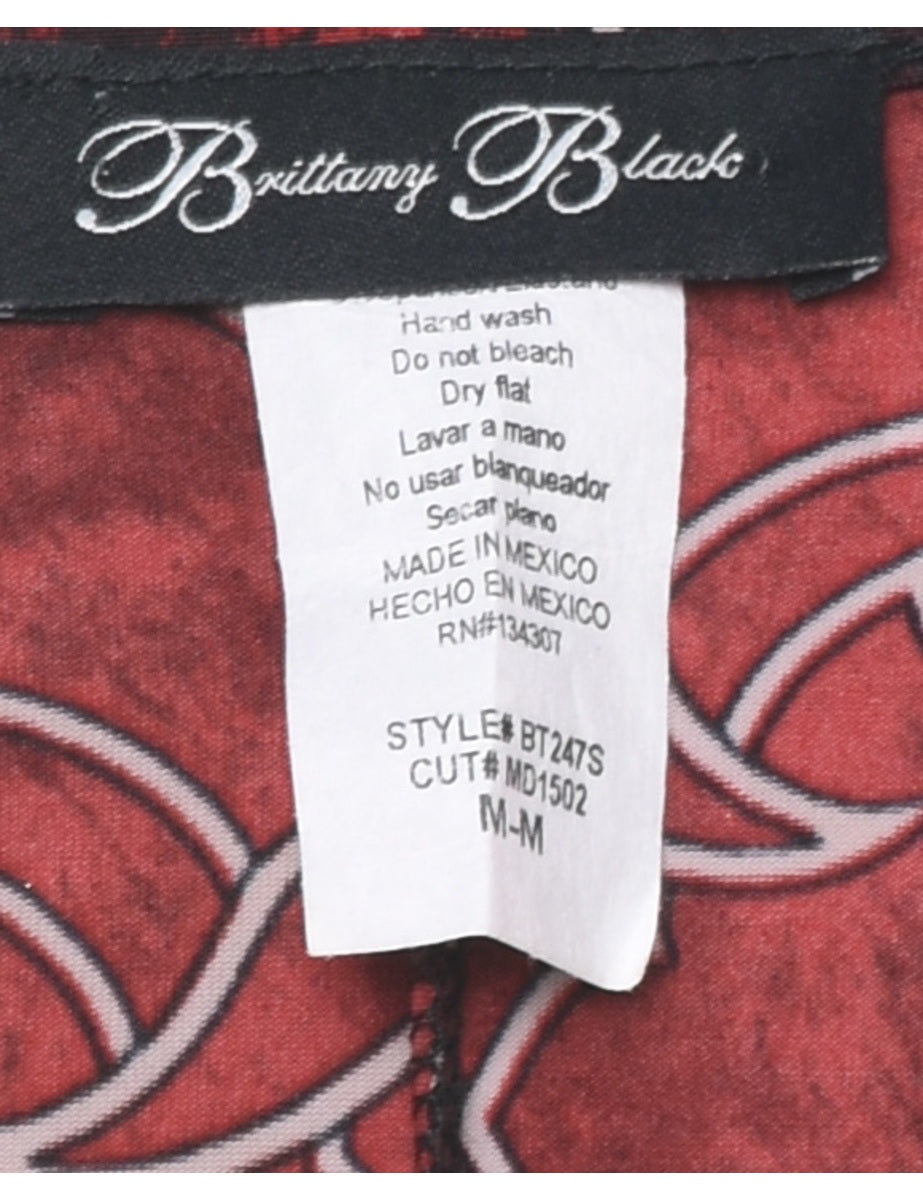 Brittany Black
Hand wash
Do not bleach
Dry flat
Lavar a mano
No usar blanqueador
Secar plano
MADE IN MEXICO
HECHO EN MEXICO
RN#134307
STYLE# BT247S
CUT# MD1502
M-M